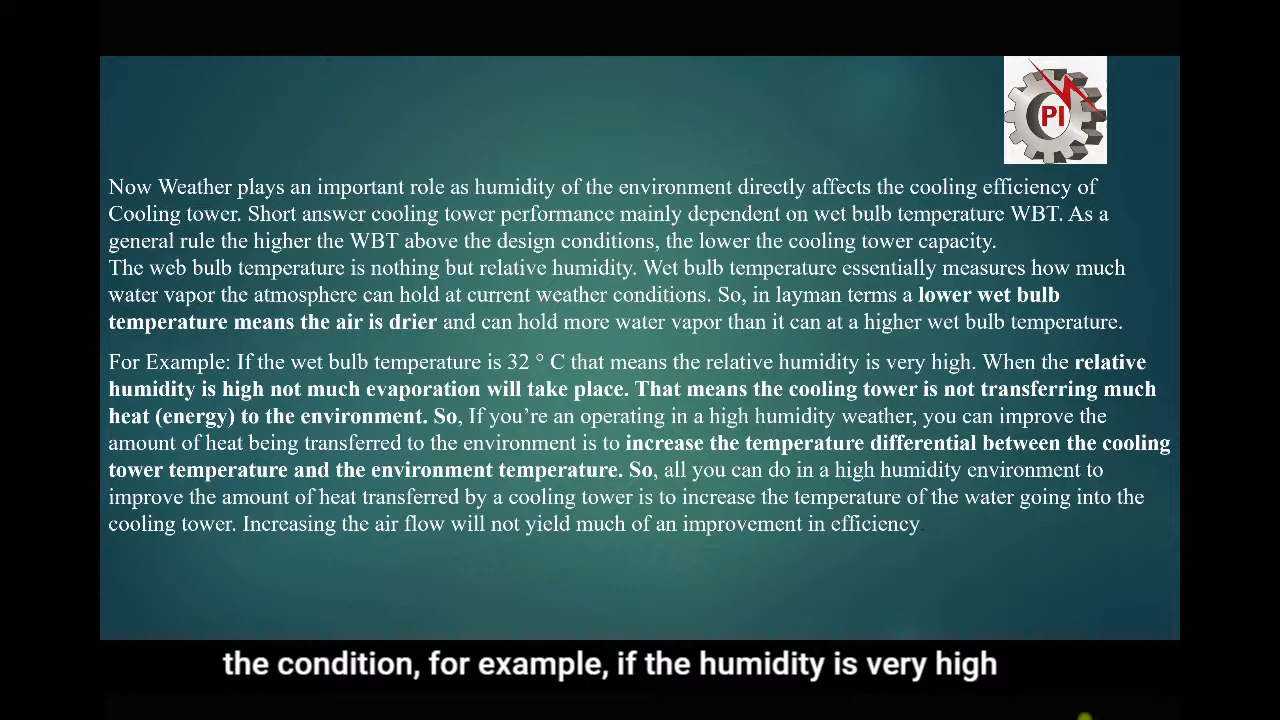 PI
Now Weather plays an important role as humidity of the environment directly affects the cooling efficiency of
Cooling tower. Short answer cooling tower performance mainly dependent on wet bulb temperature WBT. As a
general rule the higher the WBT above the design conditions, the lower the cooling tower capacity.
The web bulb temperature is nothing but relative humidity. Wet bulb temperature essentially measures how much
water vapor the atmosphere can hold at current weather conditions. So, in layman terms a lower wet bulb
temperature means the air is drier and can hold more water vapor than it can at a higher wet bulb temperature.
For Example: If the wet bulb temperature is 32 ° C that means the relative humidity is very high. When the relative
humidity is high not much evaporation will take place. That means the cooling tower is not transferring much
heat (energy) to the environment. So, If you’re an operating in a high humidity weather, you can improve the
amount of heat being transferred to the environment is to increase the temperature differential between the cooling
tower temperature and the environment temperature. So, all you can do in a high humidity environment to
improve the amount of heat transferred by a cooling tower is to increase the temperature of the water going into the
cooling tower. Increasing the air flow will not yield much of an improvement in efficiency
the condition, for example, if the humidity is very high